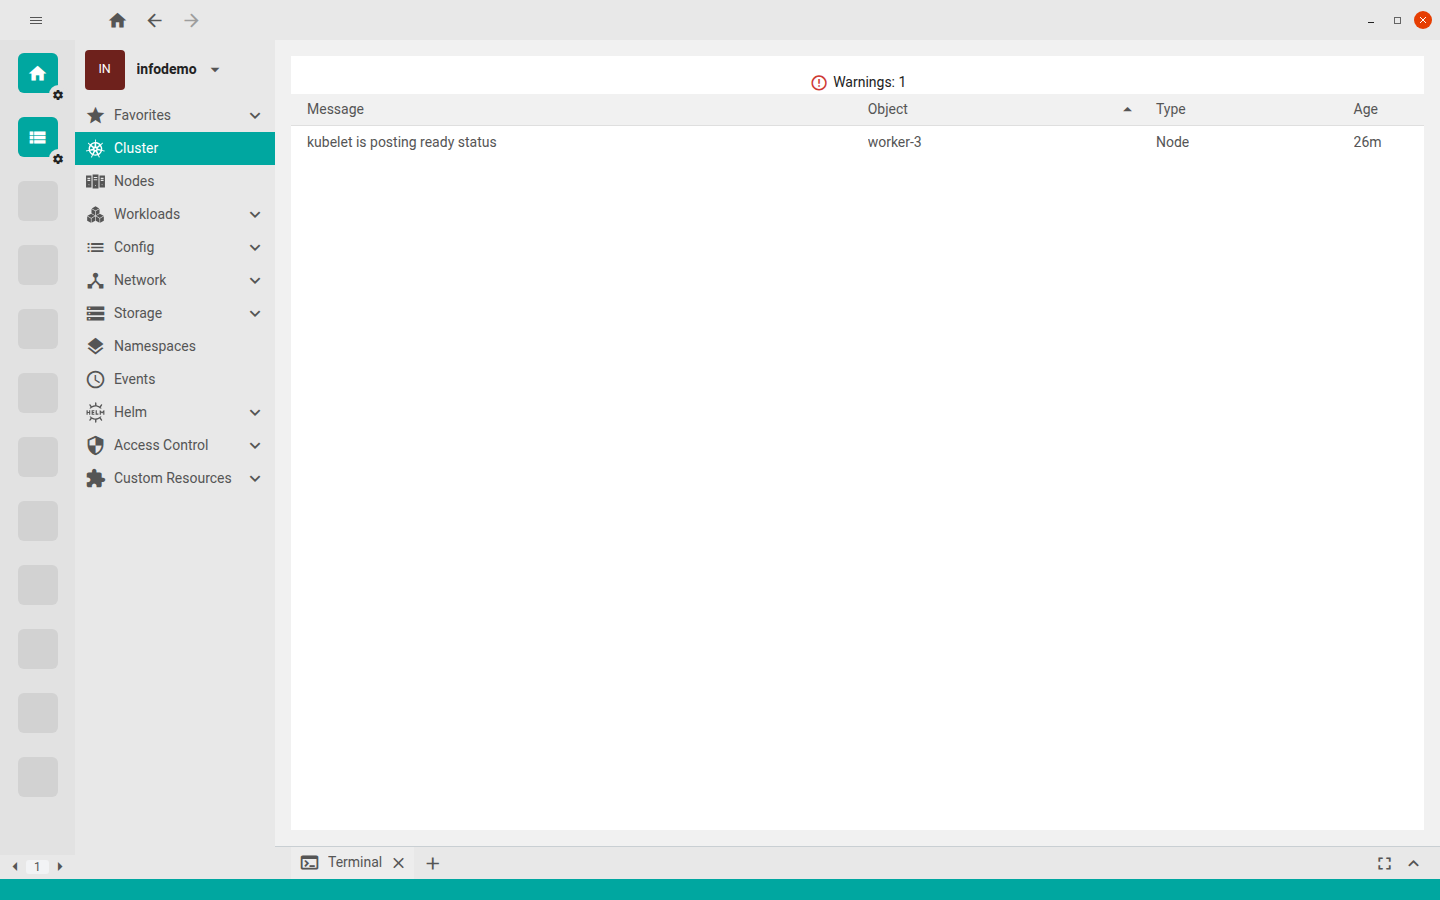 IN
infodemo
Favorites
Cluster
Nodes
Workloads
Config
Network
Storage
Namespaces
Events
HELM Helm
Access Control
Custom Resources
1
Warnings: 1
Message Object Type Age
kubelet is posting ready status worker-3 Node 26m
Terminal